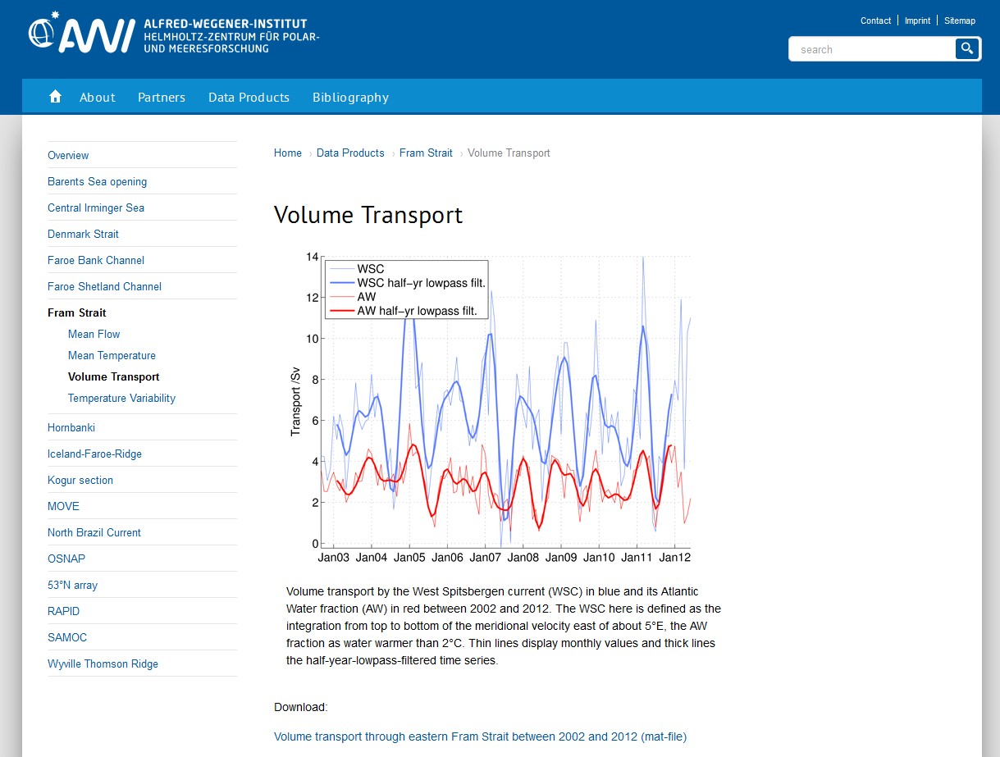 AWI
ALFRED-WEGENER-INSTITUT
HELMHOLTZ-ZENTRUM FÜR POLAR-
UND MEERESFORSCHUNG
Contact
Imprint
Sitemap
search
About
Partners
Data Products
Bibliography
Overview
Barents Sea opening
Central Irminger Sea
Denmark Strait
Faroe Bank Channel
Faroe Shetland Channel
Fram Strait
Mean Flow
Mean Temperature
Volume Transport
Temperature Variability
Hornbanki
Iceland-Faroe-Ridge
Kogur section
MOVE
North Brazil Current
OSNAP
53°N array
RAPID
SAMOC
Wyville Thomson Ridge
Home › Data Products › Fram Strait › Volume Transport
Volume Transport
WSC
WSC half-yr lowpass filt.
AW
AW half-yr lowpass filt.
Transport /Sv
14
12
10
8
6
4
2
0
Jan03 Jan04 Jan05 Jan06 Jan07 Jan08 Jan09 Jan10 Jan11 Jan12
Volume transport by the West Spitsbergen current (WSC) in blue and its Atlantic
Water fraction (AW) in red between 2002 and 2012. The WSC here is defined as the
integration from top to bottom of the meridional velocity east of about 5°E, the AW
fraction as water warmer than 2°C. Thin lines display monthly values and thick lines
the half-year-lowpass-filtered time series.
Download:
Volume transport through eastern Fram Strait between 2002 and 2012 (mat-file)